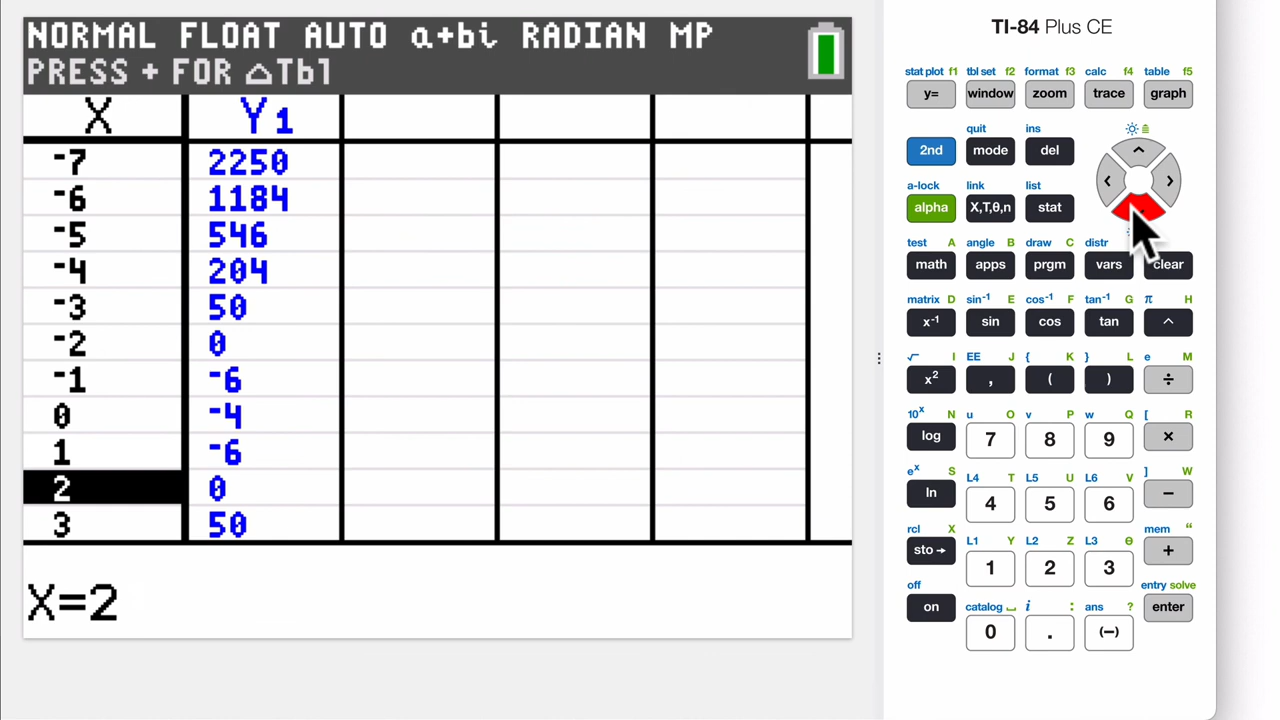 NORMAL FLOAT AUTO a+bi RADIAN MP
PRESS + FOR △Tbl
X Y1
-7 2250
-6 1184
-5 546
-4 204
-3 50
-2 0
-1 -6
0 -4
1 -6
2 0
3 50
X=2
TI-84 Plus CE
stat plot f1 tbl set f2 format f3 calc f4 table f5
y= window zoom trace graph
quit ins
2nd mode del
a-lock link list
alpha X,T,θ,n stat
test A angle B draw C distr
math apps prgm vars clear
matrix D sin⁻¹ E cos⁻¹ F tan⁻¹ G π H
x⁻¹ sin cos tan ^
√ I EE J { K } L e M
x² , ( ) ÷
10ˣ N u O v P w Q [ R
log 7 8 9 ×
eˣ S L4 T L5 U L6 V ] W
ln 4 5 6 −
rcl X L1 Y L2 Z L3 θ mem “
sto→ 1 2 3 +
off catalog ⎵ i : ans ? entry solve
on 0 . (−) enter